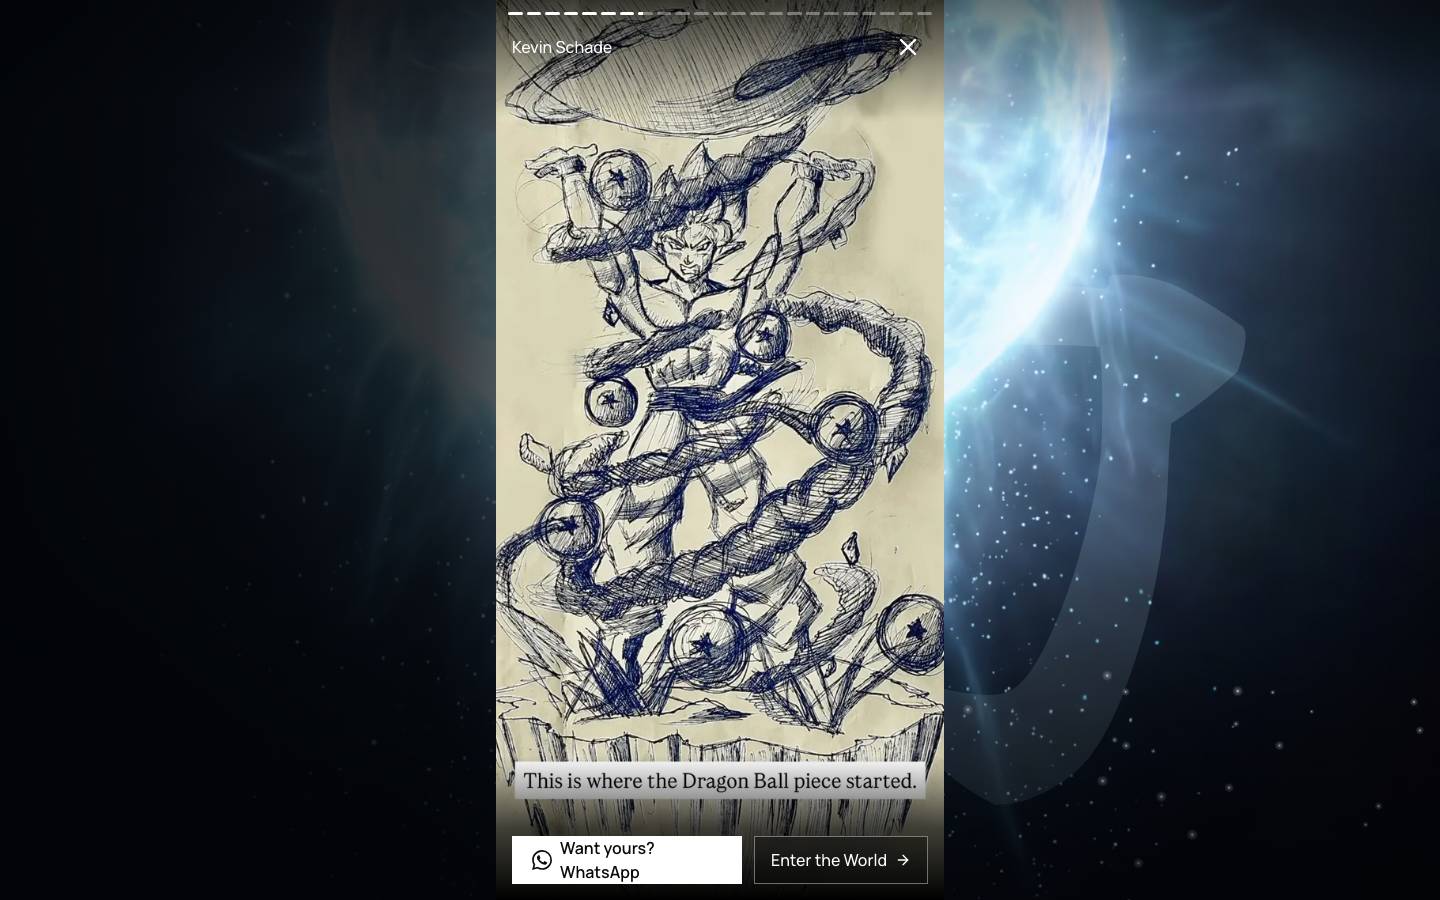 Kevin Schade
This is where the Dragon Ball piece started.
Want yours?
WhatsApp
Enter the World